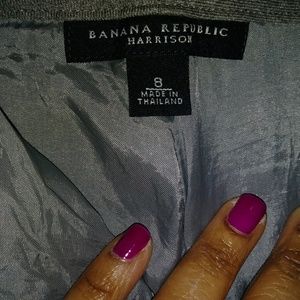 BANANA REPUBLIC
HARRISON
8
MADE IN
THAILAND